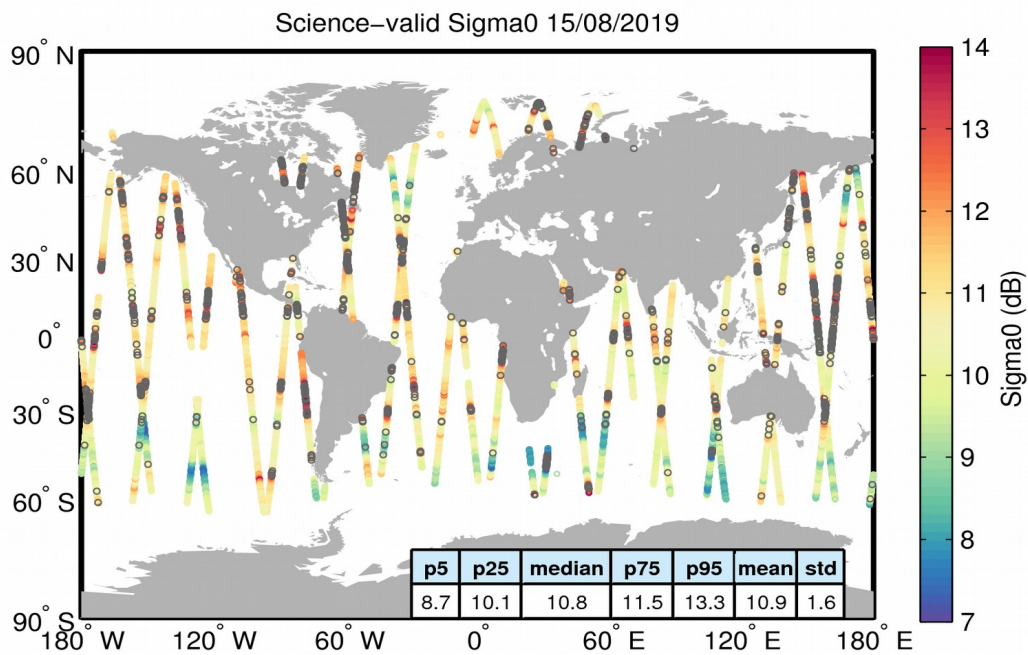 Science-valid Sigma0 15/08/2019
90° N
60° N
30° N
0°
30° S
60° S
90° S
180° W
120° W
60° W
0°
60° E
120° E
180° E
14
13
12
11
10
9
8
7
Sigma0 (dB)
p5 p25 median p75 p95 mean std
8.7 10.1 10.8 11.5 13.3 10.9 1.6